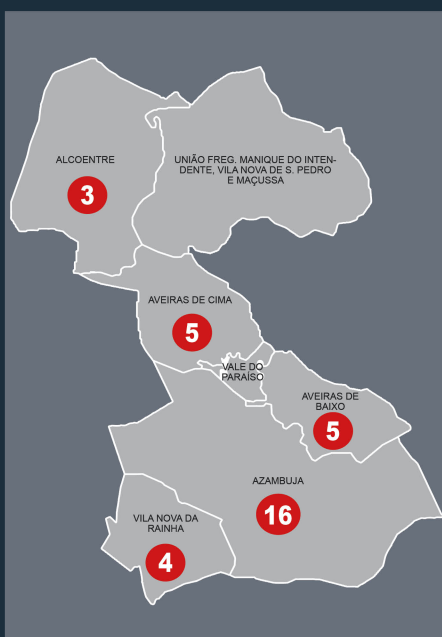 ALCOENTRE
3
UNIÃO FREG. MANIQUE DO INTEN-
DENTE, VILA NOVA DE S. PEDRO
E MAÇUSSA
AVEIRAS DE CIMA
5
VALE DO
PARAÍSO
AVEIRAS DE
BAIXO
5
AZAMBUJA
16
VILA NOVA DA
RAINHA
4